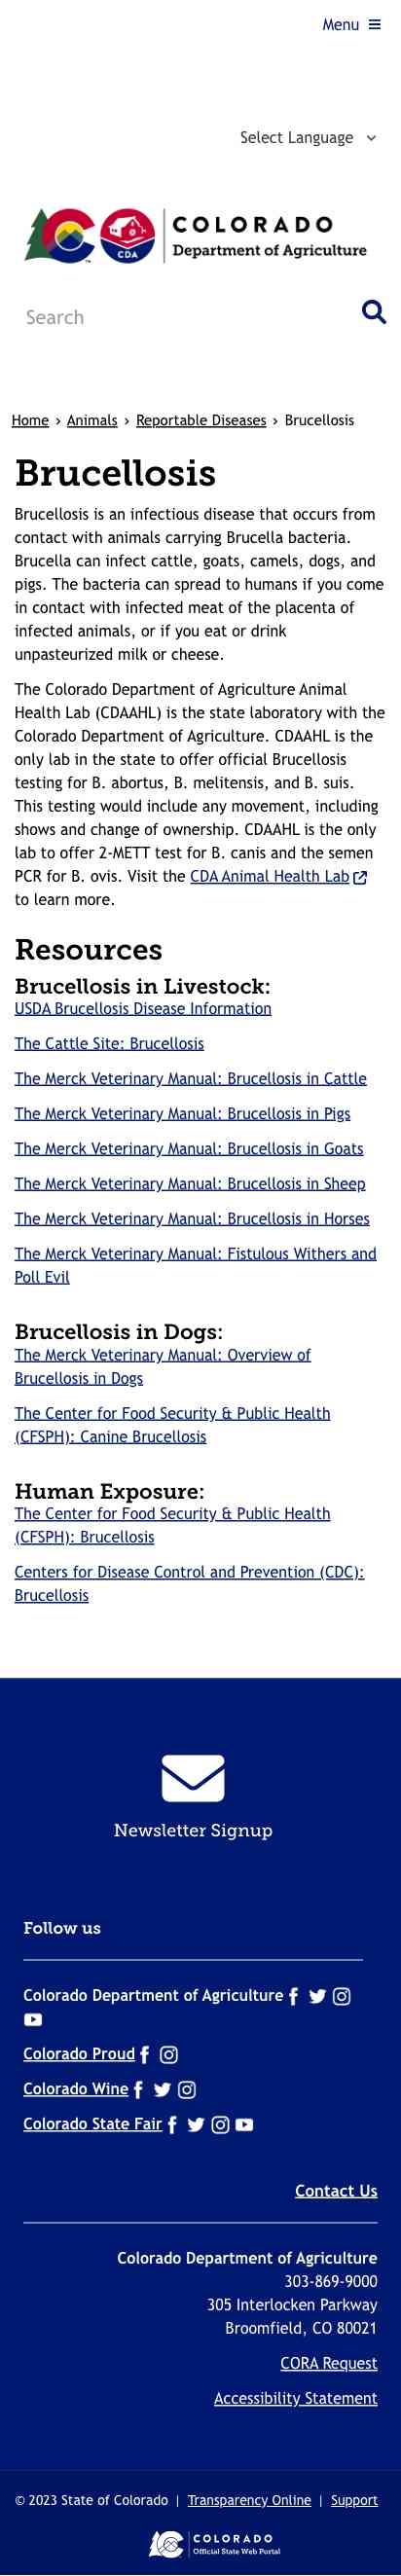 Menu
Select Language
CDA
COLORADO
Department of Agriculture
Search
Home › Animals › Reportable Diseases › Brucellosis
Brucellosis
Brucellosis is an infectious disease that occurs from
contact with animals carrying Brucella bacteria.
Brucella can infect cattle, goats, camels, dogs, and
pigs. The bacteria can spread to humans if you come
in contact with infected meat of the placenta of
infected animals, or if you eat or drink
unpasteurized milk or cheese.
The Colorado Department of Agriculture Animal
Health Lab (CDAAHL) is the state laboratory with the
Colorado Department of Agriculture. CDAAHL is the
only lab in the state to offer official Brucellosis
testing for B. abortus, B. melitensis, and B. suis.
This testing would include any movement, including
shows and change of ownership. CDAAHL is the only
lab to offer 2-METT test for B. canis and the semen
PCR for B. ovis. Visit the CDA Animal Health Lab
to learn more.
Resources
Brucellosis in Livestock:
USDA Brucellosis Disease Information
The Cattle Site: Brucellosis
The Merck Veterinary Manual: Brucellosis in Cattle
The Merck Veterinary Manual: Brucellosis in Pigs
The Merck Veterinary Manual: Brucellosis in Goats
The Merck Veterinary Manual: Brucellosis in Sheep
The Merck Veterinary Manual: Brucellosis in Horses
The Merck Veterinary Manual: Fistulous Withers and
Poll Evil
Brucellosis in Dogs:
The Merck Veterinary Manual: Overview of
Brucellosis in Dogs
The Center for Food Security & Public Health
(CFSPH): Canine Brucellosis
Human Exposure:
The Center for Food Security & Public Health
(CFSPH): Brucellosis
Centers for Disease Control and Prevention (CDC):
Brucellosis
Newsletter Signup
Follow us
Colorado Department of Agriculture
Colorado Proud
Colorado Wine
Colorado State Fair
Contact Us
Colorado Department of Agriculture
303-869-9000
305 Interlocken Parkway
Broomfield, CO 80021
CORA Request
Accessibility Statement
© 2023 State of Colorado | Transparency Online | Support
COLORADO
Official State Web Portal